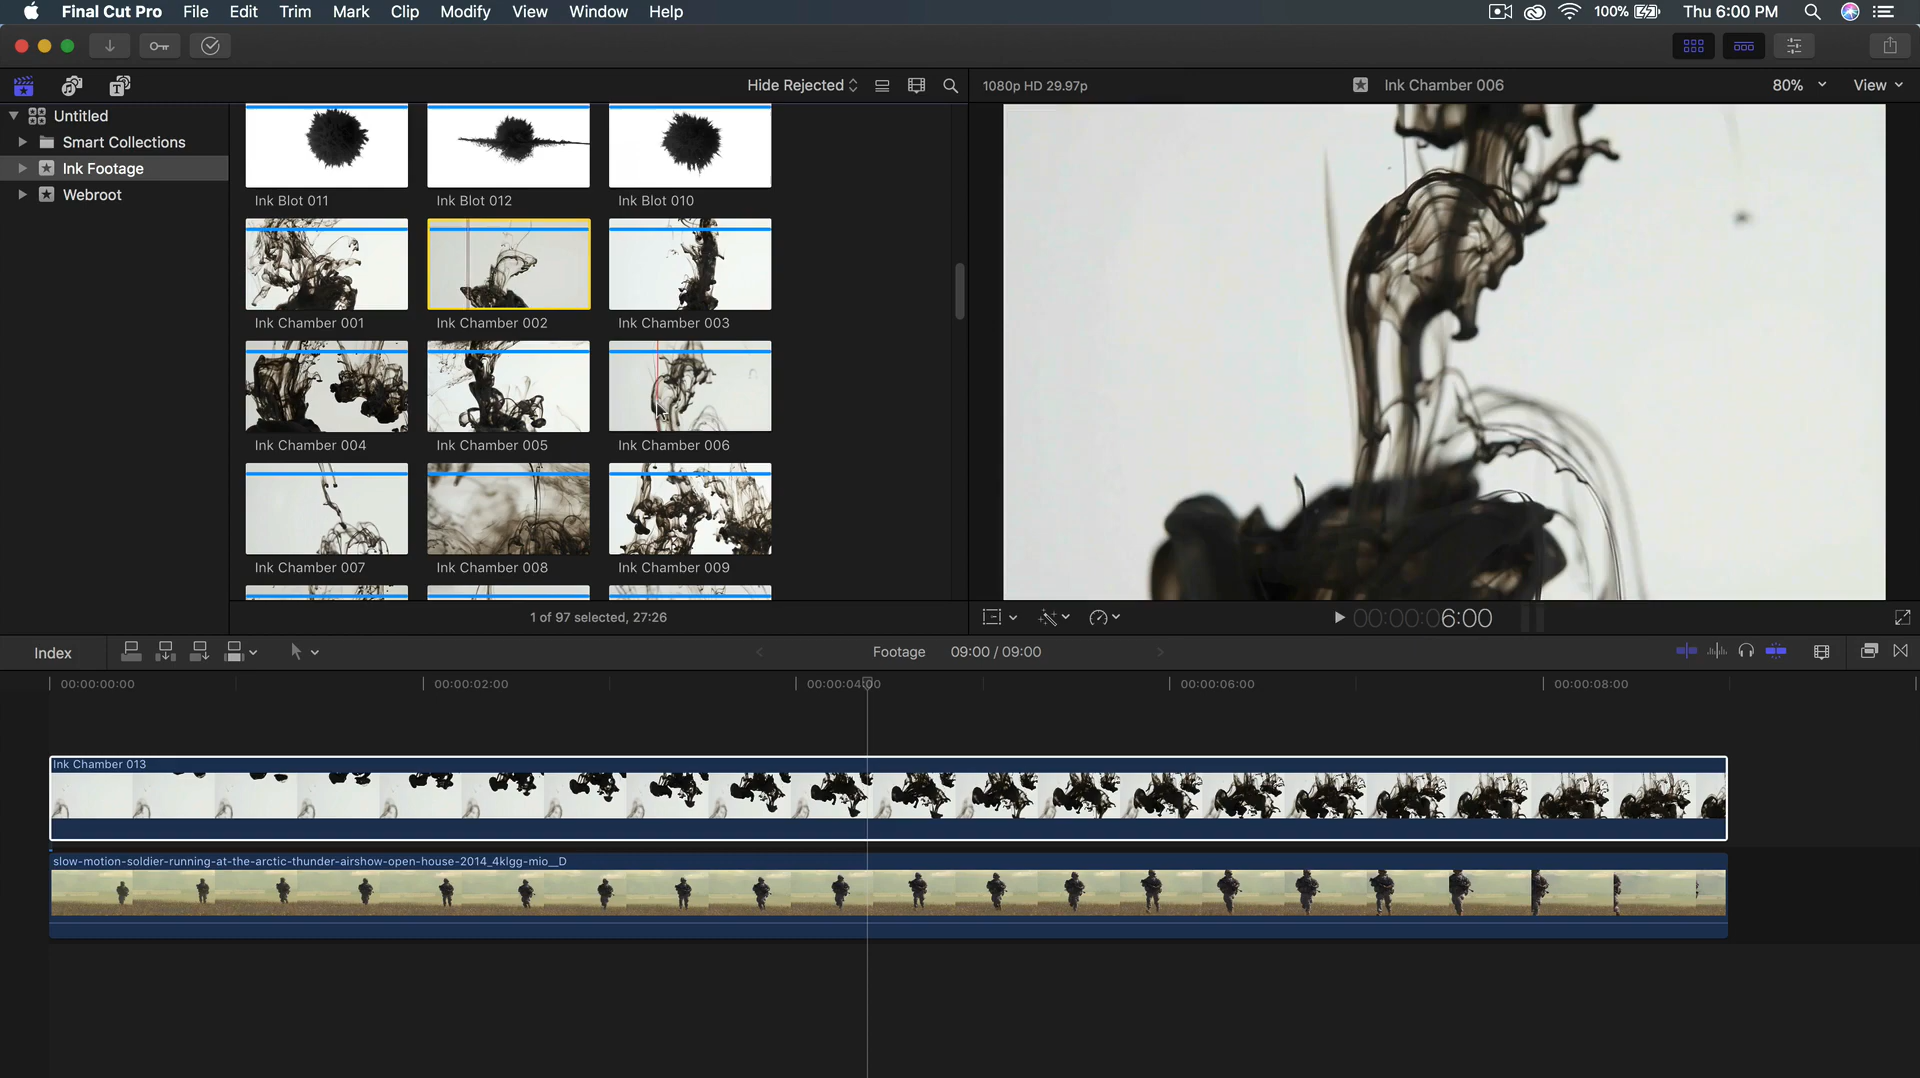 Final Cut Pro File Edit Trim Mark Clip Modify View Window Help 100% Thu 6:00 PM
Hide Rejected 1080p HD 29.97p Ink Chamber 006 80% View
Untitled
Smart Collections
Ink Footage
Webroot
Ink Blot 011 Ink Blot 012 Ink Blot 010
Ink Chamber 001 Ink Chamber 002 Ink Chamber 003
Ink Chamber 004 Ink Chamber 005 Ink Chamber 006
Ink Chamber 007 Ink Chamber 008 Ink Chamber 009
1 of 97 selected, 27:26 00:00:06:00
Index Footage 09:00 / 09:00
00:00:00:00 00:00:02:00 00:00:04:00 00:00:06:00 00:00:08:00
Ink Chamber 013
slow-motion-soldier-running-at-the-arctic-thunder-airshow-open-house-2014_4klgg-mio__D